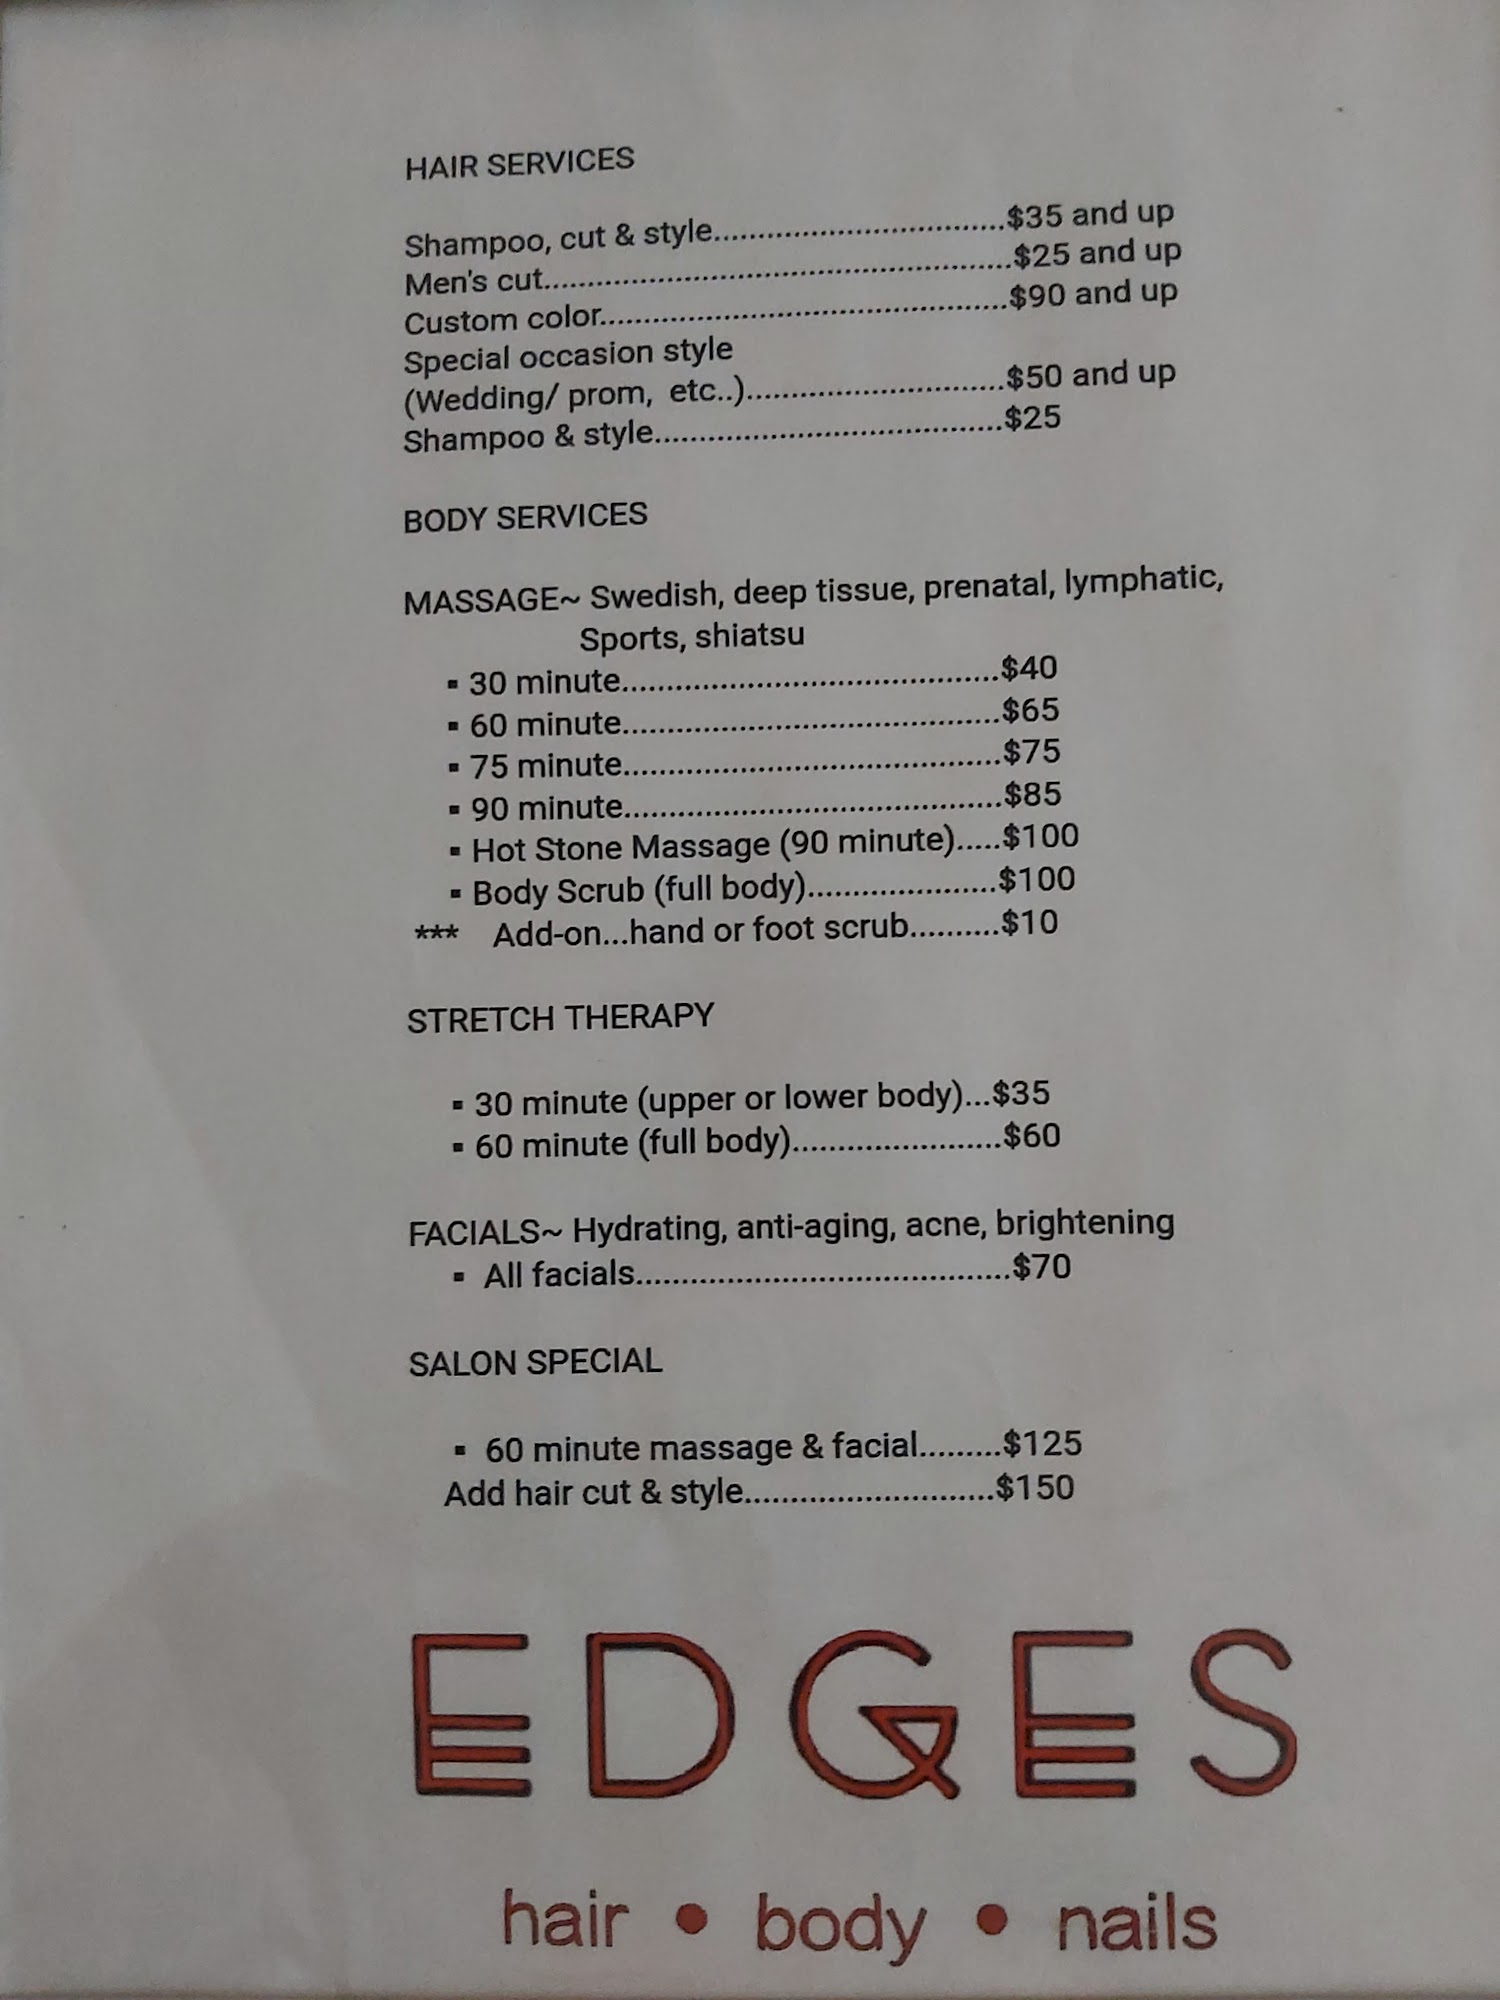 HAIR SERVICES
Shampoo, cut & style................................$35 and up
Men's cut...................................................$25 and up
Custom color.............................................$90 and up
Special occasion style
(Wedding/ prom,  etc..)............................$50 and up
Shampoo & style......................................$25
BODY SERVICES
MASSAGE~ Swedish, deep tissue, prenatal, lymphatic,
Sports, shiatsu
▪ 30 minute.........................................$40
▪ 60 minute.........................................$65
▪ 75 minute.........................................$75
▪ 90 minute.........................................$85
▪ Hot Stone Massage (90 minute).....$100
▪ Body Scrub (full body).....................$100
*** Add-on...hand or foot scrub..........$10
STRETCH THERAPY
▪ 30 minute (upper or lower body)...$35
▪ 60 minute (full body).......................$60
FACIALS~ Hydrating, anti-aging, acne, brightening
▪ All facials.........................................$70
SALON SPECIAL
▪ 60 minute massage & facial.........$125
Add hair cut & style...........................$150
EDGES
hair • body • nails